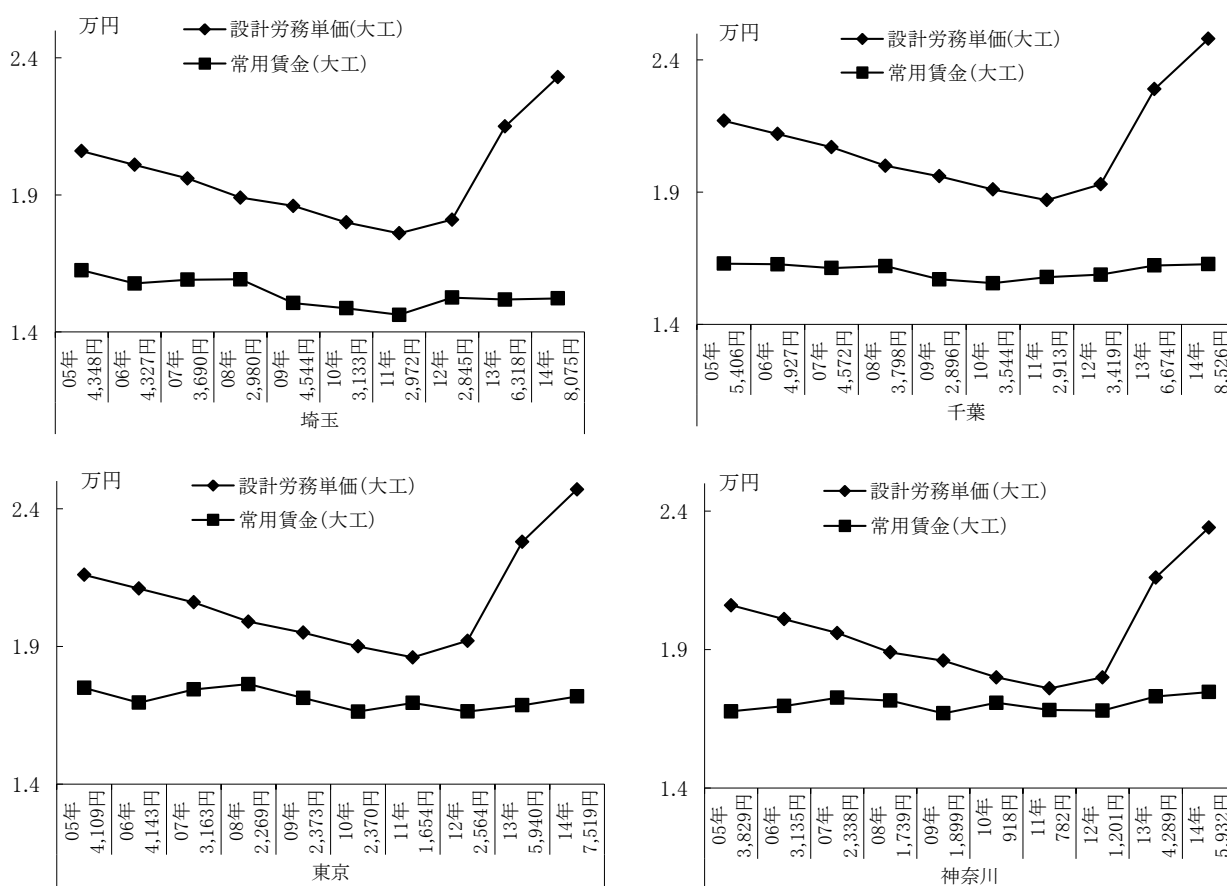 万円
設計労務単価(大工)
常用賃金(大工)
2.4
1.9
1.4
05年
4,348円
06年
4,327円
07年
3,690円
08年
2,980円
09年
4,544円
10年
3,133円
11年
2,972円
12年
2,845円
13年
6,318円
14年
8,075円
埼玉
万円
設計労務単価(大工)
常用賃金(大工)
2.4
1.9
1.4
05年
5,406円
06年
4,927円
07年
4,572円
08年
3,798円
09年
2,896円
10年
3,544円
11年
2,913円
12年
3,419円
13年
6,674円
14年
8,526円
千葉
万円
設計労務単価(大工)
常用賃金(大工)
2.4
1.9
1.4
05年
4,109円
06年
4,143円
07年
3,163円
08年
2,269円
09年
2,373円
10年
2,370円
11年
1,654円
12年
2,564円
13年
5,940円
14年
7,519円
東京
万円
設計労務単価(大工)
常用賃金(大工)
2.4
1.9
1.4
05年
3,829円
06年
3,135円
07年
2,338円
08年
1,739円
09年
1,899円
10年
918円
11年
782円
12年
1,201円
13年
4,289円
14年
5,932円
神奈川